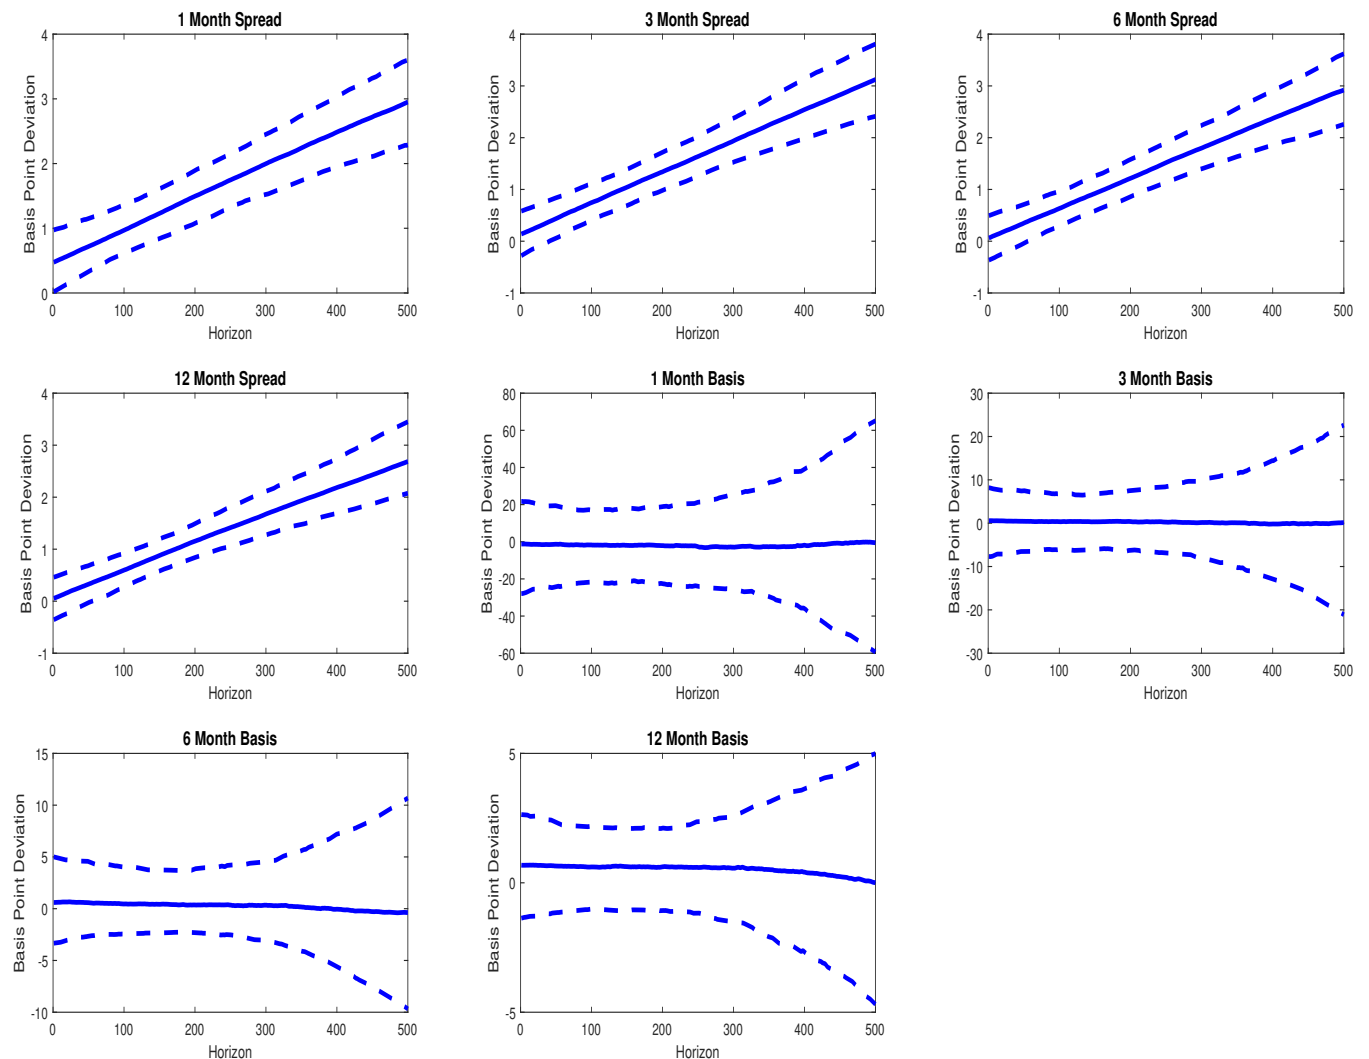 1 Month Spread
4
3
2
1
0
Basis Point Deviation
0 100 200 300 400 500
Horizon
3 Month Spread
4
3
2
1
0
-1
Basis Point Deviation
0 100 200 300 400 500
Horizon
6 Month Spread
4
3
2
1
0
-1
Basis Point Deviation
0 100 200 300 400 500
Horizon
12 Month Spread
4
3
2
1
0
-1
Basis Point Deviation
0 100 200 300 400 500
Horizon
1 Month Basis
80
60
40
20
0
-20
-40
-60
Basis Point Deviation
0 100 200 300 400 500
Horizon
3 Month Basis
30
20
10
0
-10
-20
-30
Basis Point Deviation
0 100 200 300 400 500
Horizon
6 Month Basis
15
10
5
0
-5
-10
Basis Point Deviation
0 100 200 300 400 500
Horizon
12 Month Basis
5
0
-5
Basis Point Deviation
0 100 200 300 400 500
Horizon